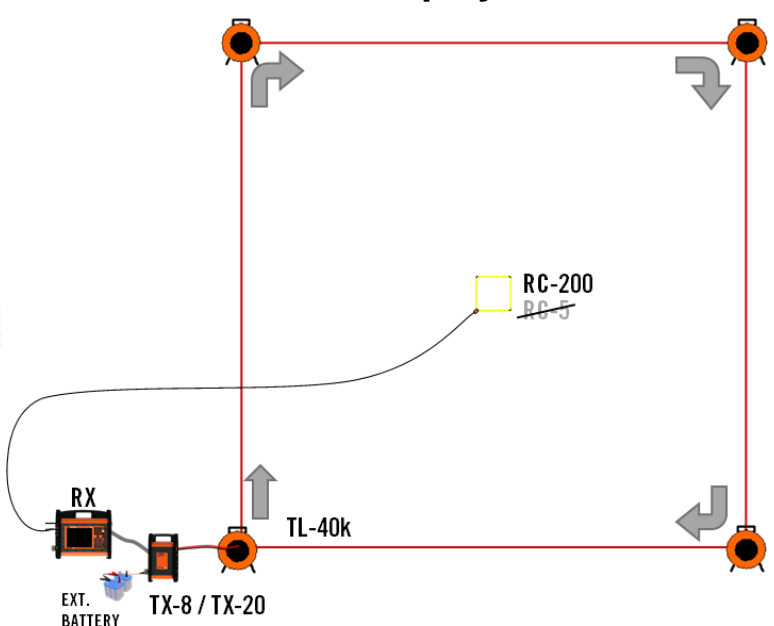 RC-200
RC-5
RX
TL-40k
EXT.
BATTERY
TX-8 / TX-20